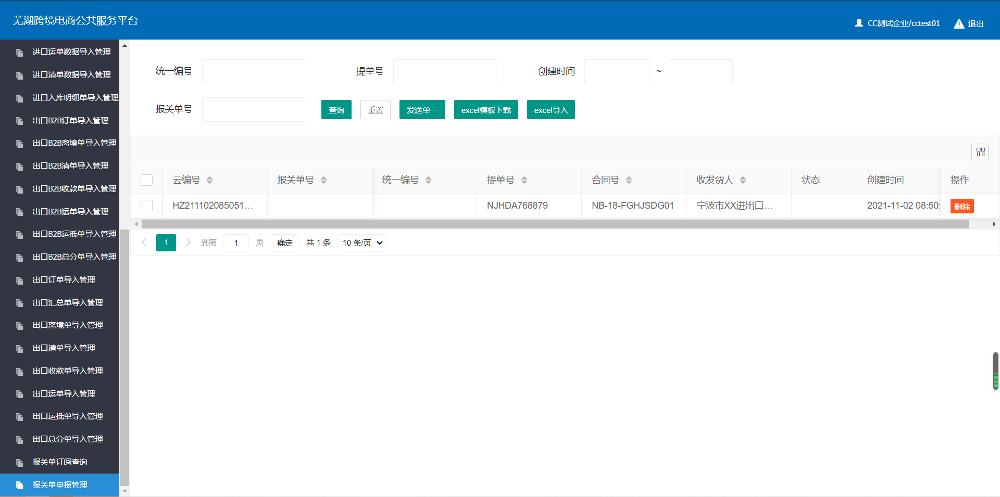 芜湖跨境电商公共服务平台
CC测试企业/cctest01 退出
进口运单数据导入管理
进口清单数据导入管理
进口入库明细单导入管理
出口B2B订单导入管理
出口B2B离境单导入管理
出口B2B清单导入管理
出口B2B收款单导入管理
出口B2B运单导入管理
出口B2B运抵单导入管理
出口B2B总分单导入管理
出口订单导入管理
出口汇总单导入管理
出口离境单导入管理
出口清单导入管理
出口收款单导入管理
出口运单导入管理
出口运抵单导入管理
出口总分单导入管理
报关单订阅查询
报关单申报管理
统一编号 提单号 创建时间 ~
报关单号 查询 重置 发送单一 excel模板下载 excel导入
云编号 报关单号 统一编号 提单号 合同号 收发货人 状态 创建时间 操作
HZ211102085051... NJHDA768879 NB-18-FGHJSDG01 宁波市XX进出口... 2021-11-02 08:50: 删除
1 到第 1 页 确定 共 1 条 10 条/页